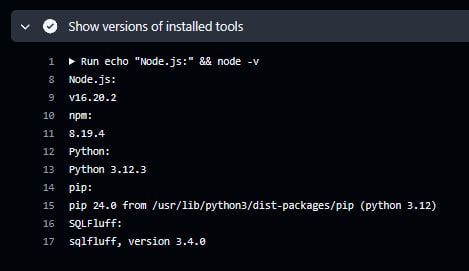 Show versions of installed tools
1 ▶ Run echo "Node.js:" && node -v
8 Node.js:
9 v16.20.2
10 npm:
11 8.19.4
12 Python:
13 Python 3.12.3
14 pip:
15 pip 24.0 from /usr/lib/python3/dist-packages/pip (python 3.12)
16 SQLFluff:
17 sqlfluff, version 3.4.0